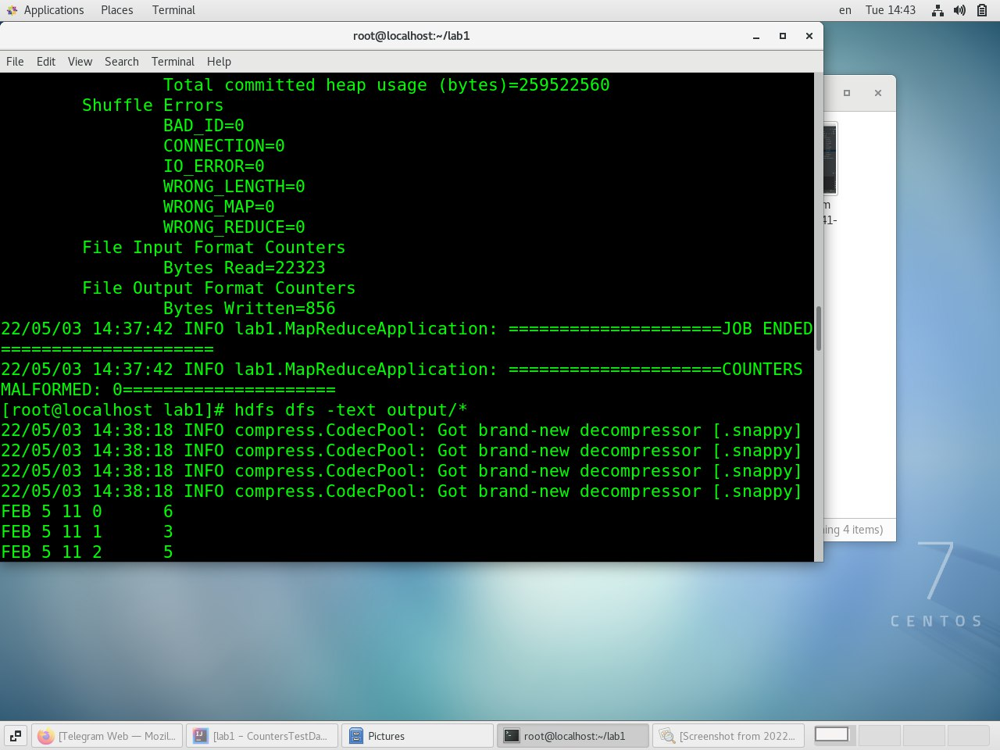 Applications Places Terminal en Tue 14:43
root@localhost:~/lab1
File Edit View Search Terminal Help
Total committed heap usage (bytes)=259522560
Shuffle Errors
BAD_ID=0
CONNECTION=0
IO_ERROR=0
WRONG_LENGTH=0
WRONG_MAP=0
WRONG_REDUCE=0
File Input Format Counters
Bytes Read=22323
File Output Format Counters
Bytes Written=856
22/05/03 14:37:42 INFO lab1.MapReduceApplication: =====================JOB ENDED
=====================
22/05/03 14:37:42 INFO lab1.MapReduceApplication: =====================COUNTERS
MALFORMED: 0=====================
[root@localhost lab1]# hdfs dfs -text output/*
22/05/03 14:38:18 INFO compress.CodecPool: Got brand-new decompressor [.snappy]
22/05/03 14:38:18 INFO compress.CodecPool: Got brand-new decompressor [.snappy]
22/05/03 14:38:18 INFO compress.CodecPool: Got brand-new decompressor [.snappy]
22/05/03 14:38:18 INFO compress.CodecPool: Got brand-new decompressor [.snappy]
FEB 5 11 0 6
FEB 5 11 1 3
FEB 5 11 2 5
m
41-
ing 4 items)
7
CENTOS
[Telegram Web — Mozil... [lab1 – CountersTestDa... Pictures root@localhost:~/lab1 [Screenshot from 2022...